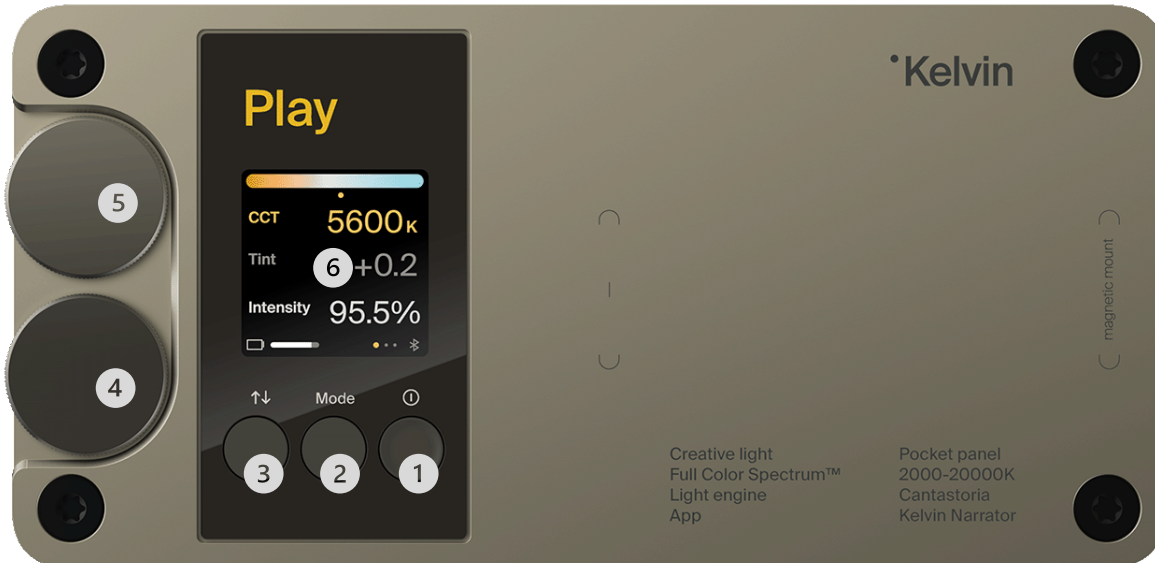 °Kelvin
Play
CCT 5600K
Tint +0.2
Intensity 95.5%
↑↓ Mode
5
4
6
3
2
1
magnetic mount
Creative light
Full Color Spectrum™
Light engine
App
Pocket panel
2000-20000K
Cantastoria
Kelvin Narrator